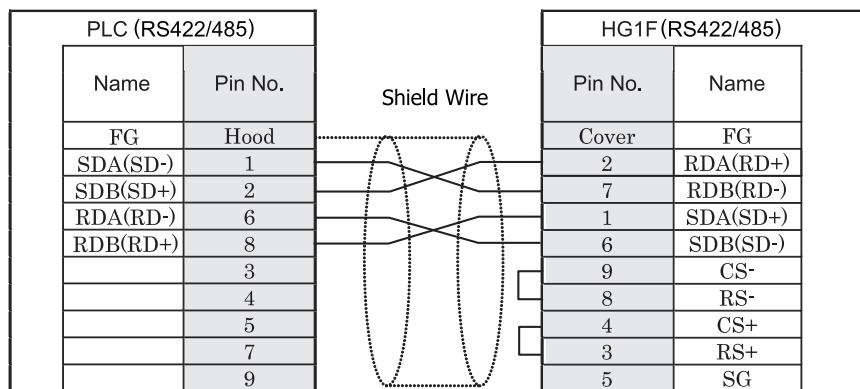 PLC (RS422/485) HG1F(RS422/485)
Name Pin No. Shield Wire Pin No. Name
FG Hood Cover FG
SDA(SD-) 1 2 RDA(RD+)
SDB(SD+) 2 7 RDB(RD-)
RDA(RD-) 6 1 SDA(SD+)
RDB(RD+) 8 6 SDB(SD-)
3 9 CS-
4 8 RS-
5 4 CS+
7 3 RS+
9 5 SG